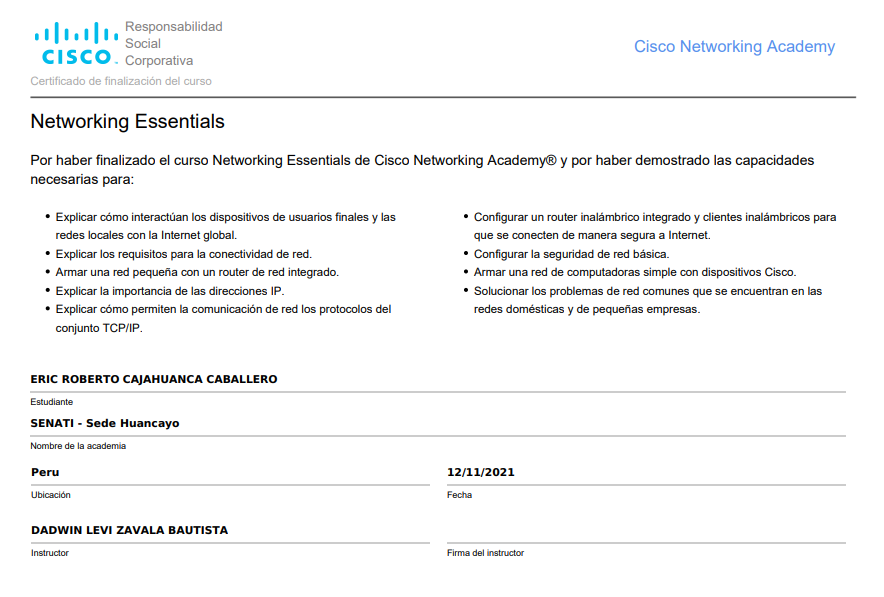 CISCO
Responsabilidad
Social
Corporativa
Cisco Networking Academy
Certificado de finalización del curso
Networking Essentials
Por haber finalizado el curso Networking Essentials de Cisco Networking Academy® y por haber demostrado las capacidades
necesarias para:
• Explicar cómo interactúan los dispositivos de usuarios finales y las
redes locales con la Internet global.
• Explicar los requisitos para la conectividad de red.
• Armar una red pequeña con un router de red integrado.
• Explicar la importancia de las direcciones IP.
• Explicar cómo permiten la comunicación de red los protocolos del
conjunto TCP/IP.
• Configurar un router inalámbrico integrado y clientes inalámbricos para
que se conecten de manera segura a Internet.
• Configurar la seguridad de red básica.
• Armar una red de computadoras simple con dispositivos Cisco.
• Solucionar los problemas de red comunes que se encuentran en las
redes domésticas y de pequeñas empresas.
ERIC ROBERTO CAJAHUANCA CABALLERO
Estudiante
SENATI - Sede Huancayo
Nombre de la academia
Peru
Ubicación
12/11/2021
Fecha
DADWIN LEVI ZAVALA BAUTISTA
Instructor
Firma del instructor